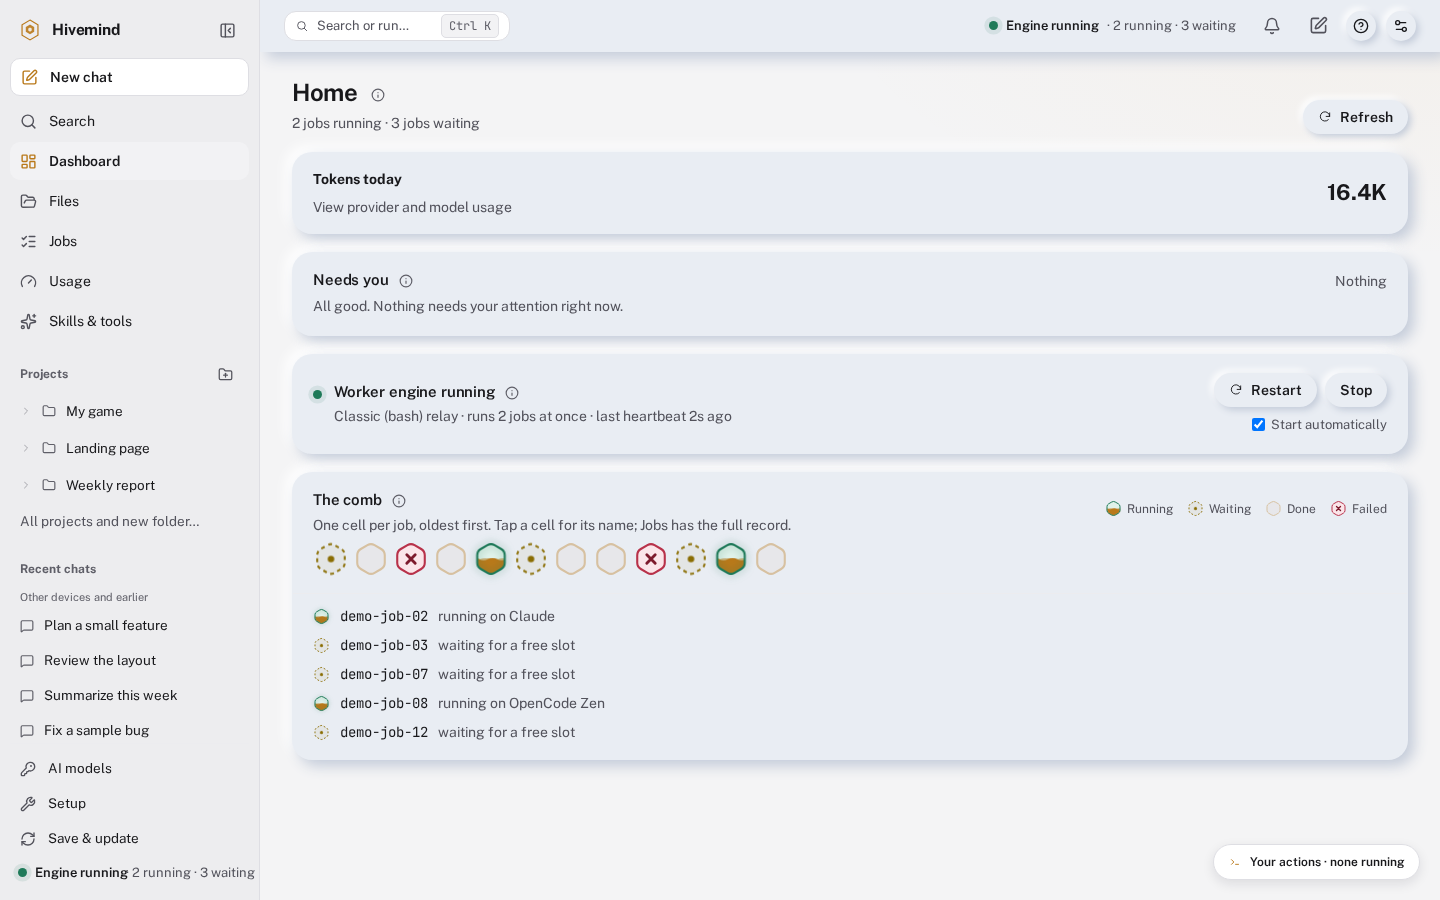 Hivemind
New chat
Search
Dashboard
Files
Jobs
Usage
Skills & tools
Projects
My game
Landing page
Weekly report
All projects and new folder...
Recent chats
Other devices and earlier
Plan a small feature
Review the layout
Summarize this week
Fix a sample bug
AI models
Setup
Save & update
Engine running 2 running · 3 waiting
Search or run... Ctrl K
Engine running · 2 running · 3 waiting
Home
2 jobs running · 3 jobs waiting
Refresh
Tokens today
View provider and model usage
16.4K
Needs you
All good. Nothing needs your attention right now.
Nothing
Worker engine running
Classic (bash) relay · runs 2 jobs at once · last heartbeat 2s ago
Restart Stop
Start automatically
The comb
One cell per job, oldest first. Tap a cell for its name; Jobs has the full record.
Running Waiting Done Failed
demo-job-02 running on Claude
demo-job-03 waiting for a free slot
demo-job-07 waiting for a free slot
demo-job-08 running on OpenCode Zen
demo-job-12 waiting for a free slot
Your actions · none running